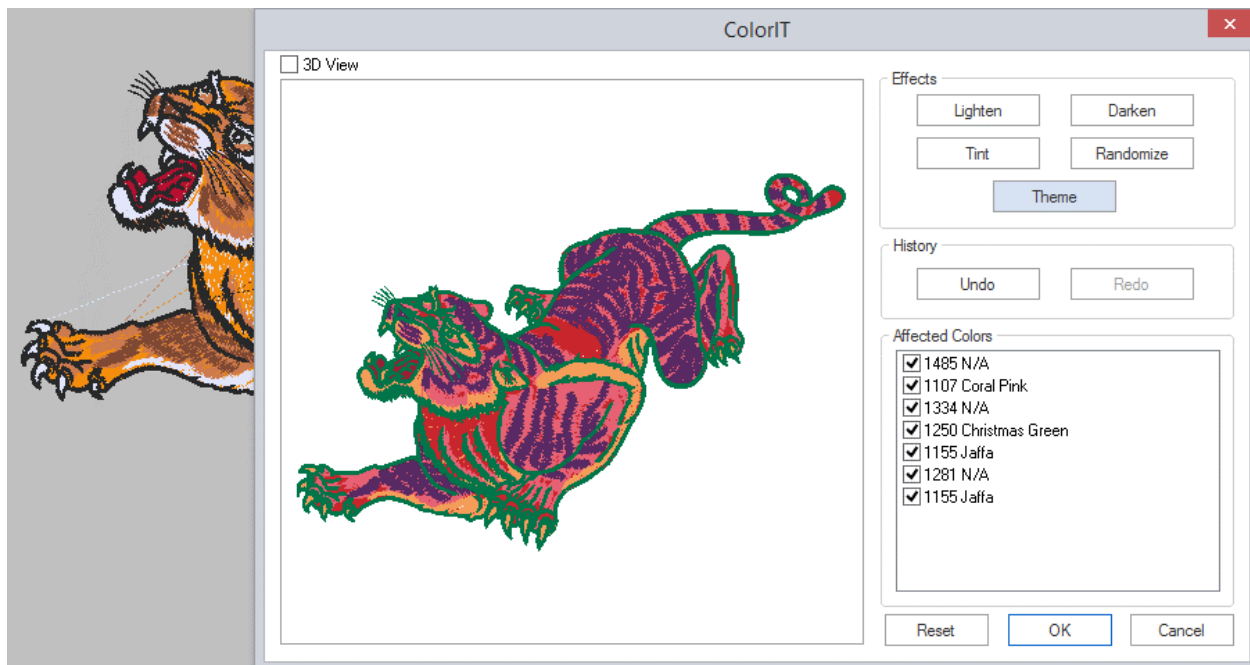 ColorIT
3D View
Effects
Lighten
Darken
Tint
Randomize
Theme
History
Undo
Redo
Affected Colors
1485 N/A
1107 Coral Pink
1334 N/A
1250 Christmas Green
1155 Jaffa
1281 N/A
1155 Jaffa
Reset
OK
Cancel